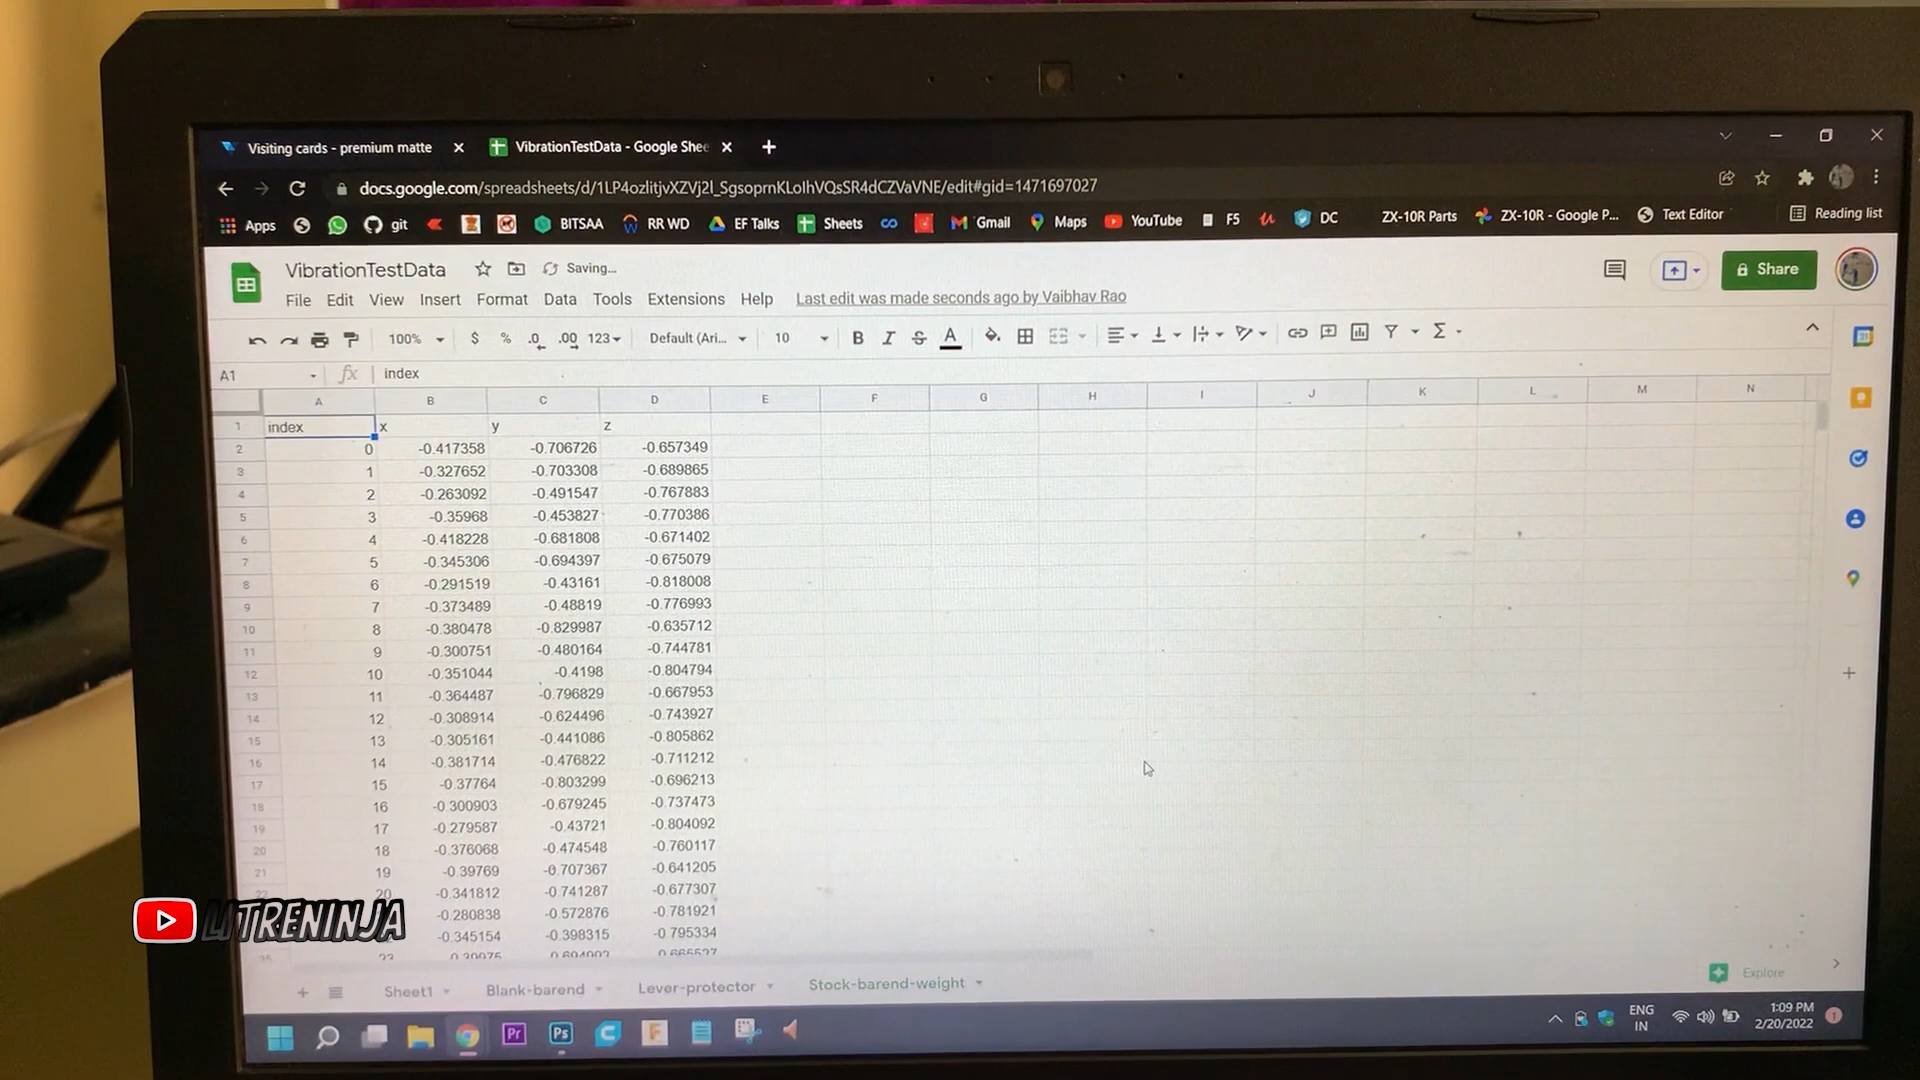 Visiting cards - premium matte
VibrationTestData - Google Shee
docs.google.com/spreadsheets/d/1LP4ozlitjvXZVj2l_SgsoprnKLoIhVQsSR4dCZVaVNE/edit#gid=1471697027
Apps git BITSAA RR WD EF Talks Sheets Gmail Maps YouTube F5 DC ZX-10R Parts ZX-10R - Google P... Text Editor Reading list
VibrationTestData Saving... Share
File Edit View Insert Format Data Tools Extensions Help Last edit was made seconds ago by Vaibhav Rao
100% $ % .0 .00 123 Default (Ari... 10 B I S A
A1 fx index
A B C D E F G H I J K L M N
1 index x y z
2 0 -0.417358 -0.706726 -0.657349
3 1 -0.327652 -0.703308 -0.689865
4 2 -0.263092 -0.491547 -0.767883
5 3 -0.35968 -0.453827 -0.770386
6 4 -0.418228 -0.681808 -0.671402
7 5 -0.345306 -0.694397 -0.675079
8 6 -0.291519 -0.43161 -0.818008
9 7 -0.373489 -0.48819 -0.776993
10 8 -0.380478 -0.829987 -0.635712
11 9 -0.300751 -0.480164 -0.744781
12 10 -0.351044 -0.4198 -0.804794
13 11 -0.364487 -0.796829 -0.667953
14 12 -0.308914 -0.624496 -0.743927
15 13 -0.305161 -0.441086 -0.805862
16 14 -0.381714 -0.476822 -0.711212
17 15 -0.37764 -0.803299 -0.696213
18 16 -0.300903 -0.679245 -0.737473
19 17 -0.279587 -0.43721 -0.804092
20 18 -0.376068 -0.474548 -0.760117
21 19 -0.39769 -0.707367 -0.641205
22 20 -0.341812 -0.741287 -0.677307
-0.280838 -0.572876 -0.781921
-0.345154 -0.398315 -0.795334
LITRENINJA
Sheet1 Blank-barend Lever-protector Stock-barend-weight Explore
Pr Ps
ENG
IN
1:09 PM
2/20/2022
1